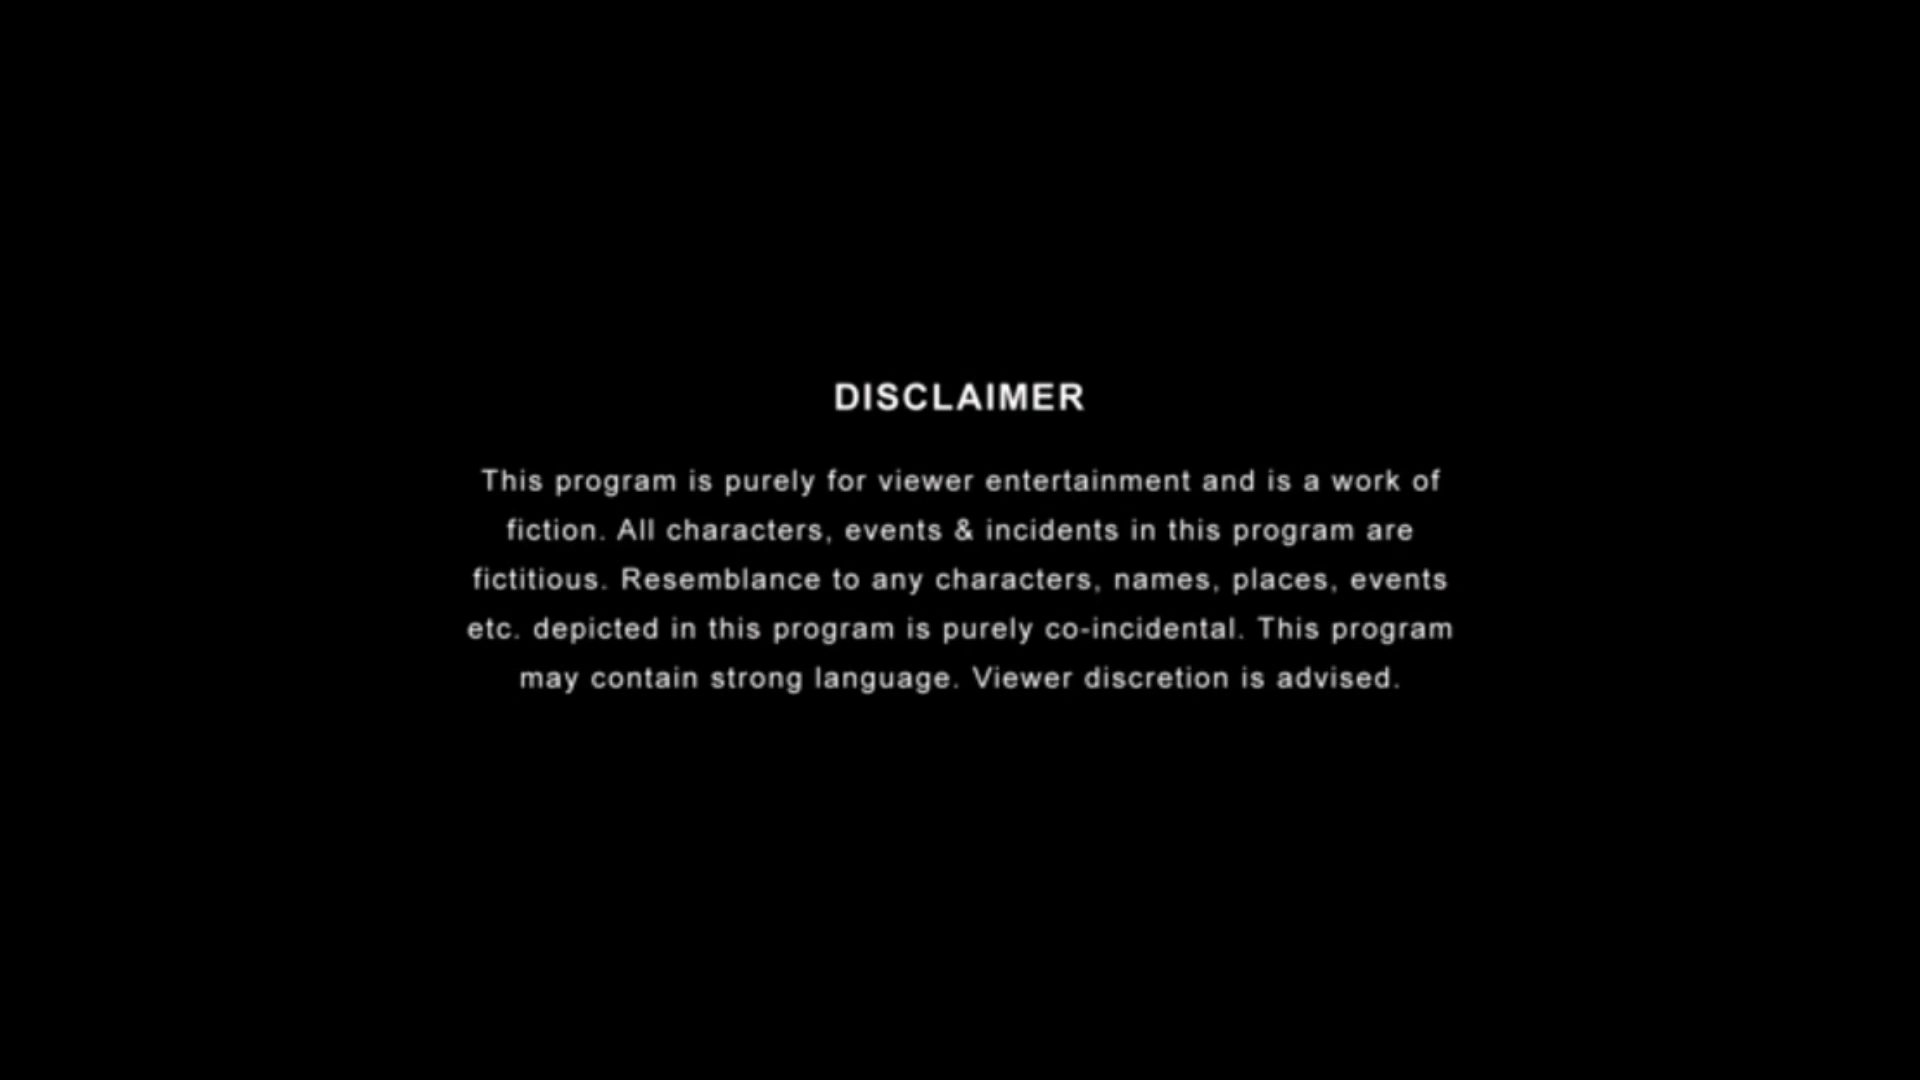 DISCLAIMER
This program is purely for viewer entertainment and is a work of
fiction. All characters, events & incidents in this program are
fictitious. Resemblance to any characters, names, places, events
etc. depicted in this program is purely co-incidental. This program
may contain strong language. Viewer discretion is advised.